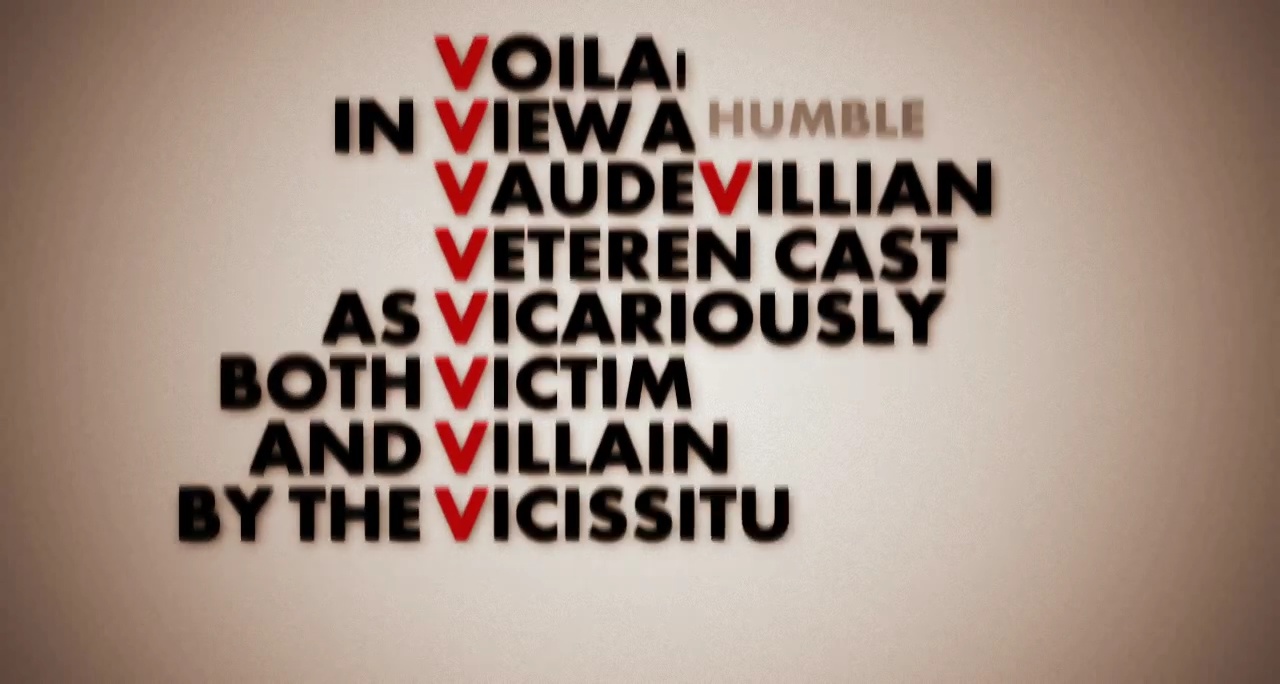 VOILA!
IN VIEW A HUMBLE
VAUDEVILLIAN
VETEREN CAST
AS VICARIOUSLY
BOTH VICTIM
AND VILLAIN
BY THE VICISSITU